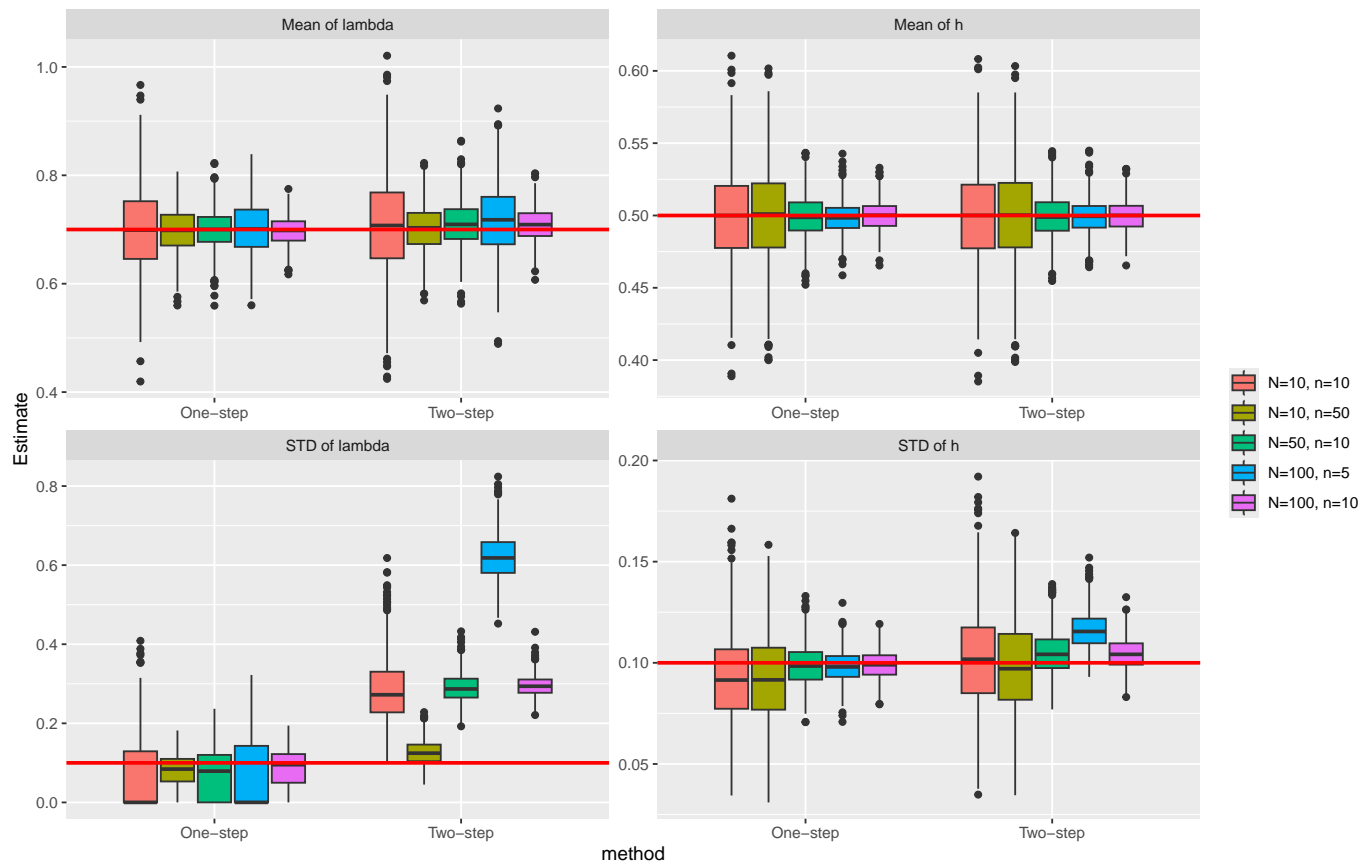 Mean of lambda
Mean of h
1.0
0.8
0.6
0.4
0.60
0.55
0.50
0.45
0.40
One−step
Two−step
One−step
Two−step
STD of lambda
STD of h
0.8
0.6
0.4
0.2
0.0
0.20
0.15
0.10
0.05
One−step
Two−step
One−step
Two−step
Estimate
method
N=10, n=10
N=10, n=50
N=50, n=10
N=100, n=5
N=100, n=10